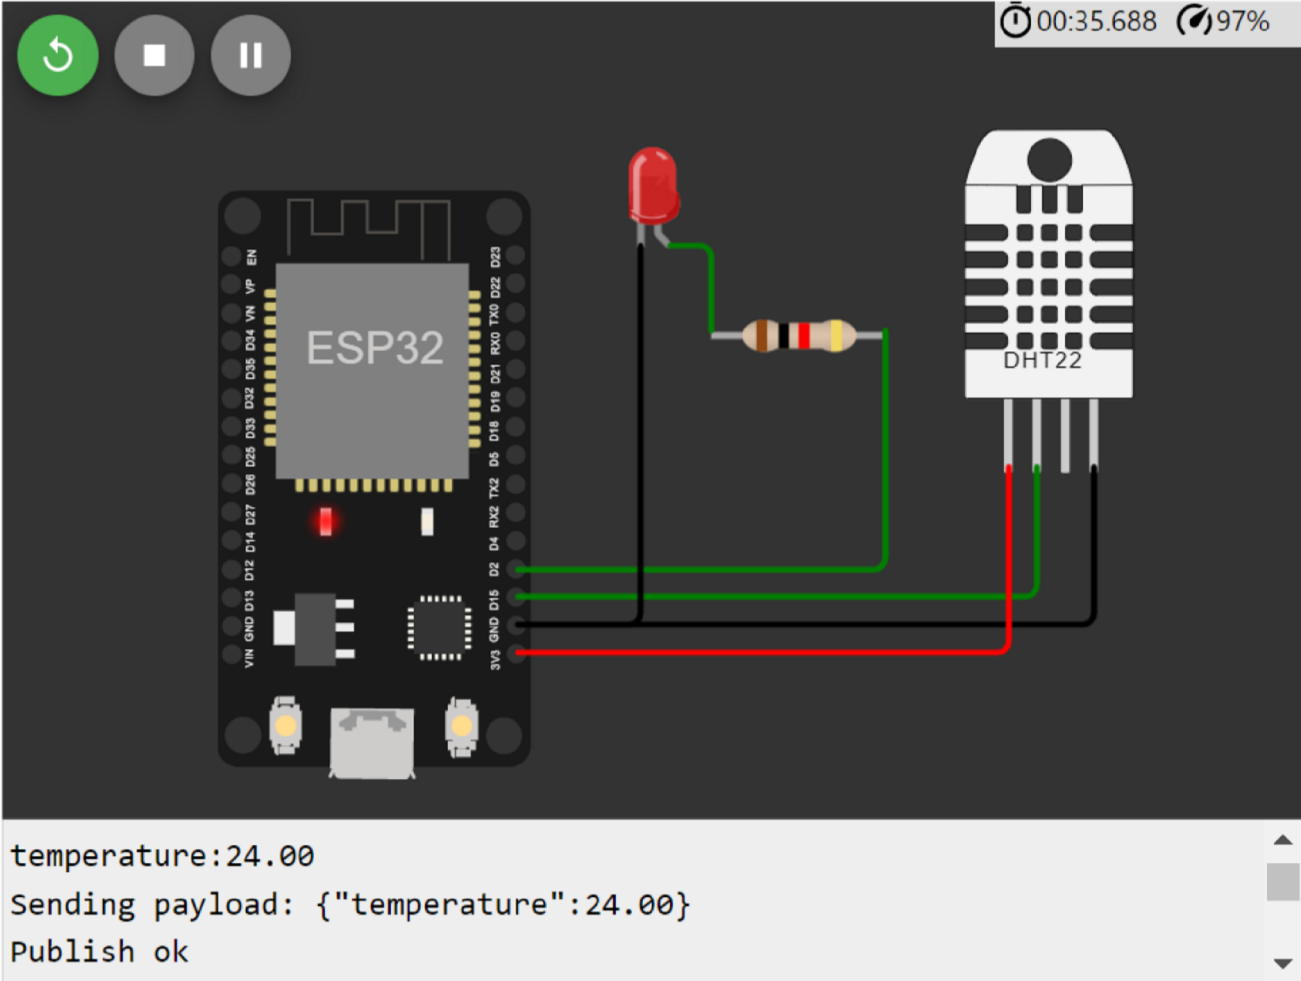 00:35.688 97%
EN
VP
VN
D34
D35
D32
D33
D25
D26
D27
D14
D12
D13
GND
VIN
ESP32
D23
D22
TX0
RX0
D21
D19
D18
D5
TX2
RX2
D4
D2
D15
GND
3V3
DHT22
temperature:24.00
Sending payload: {"temperature":24.00}
Publish ok